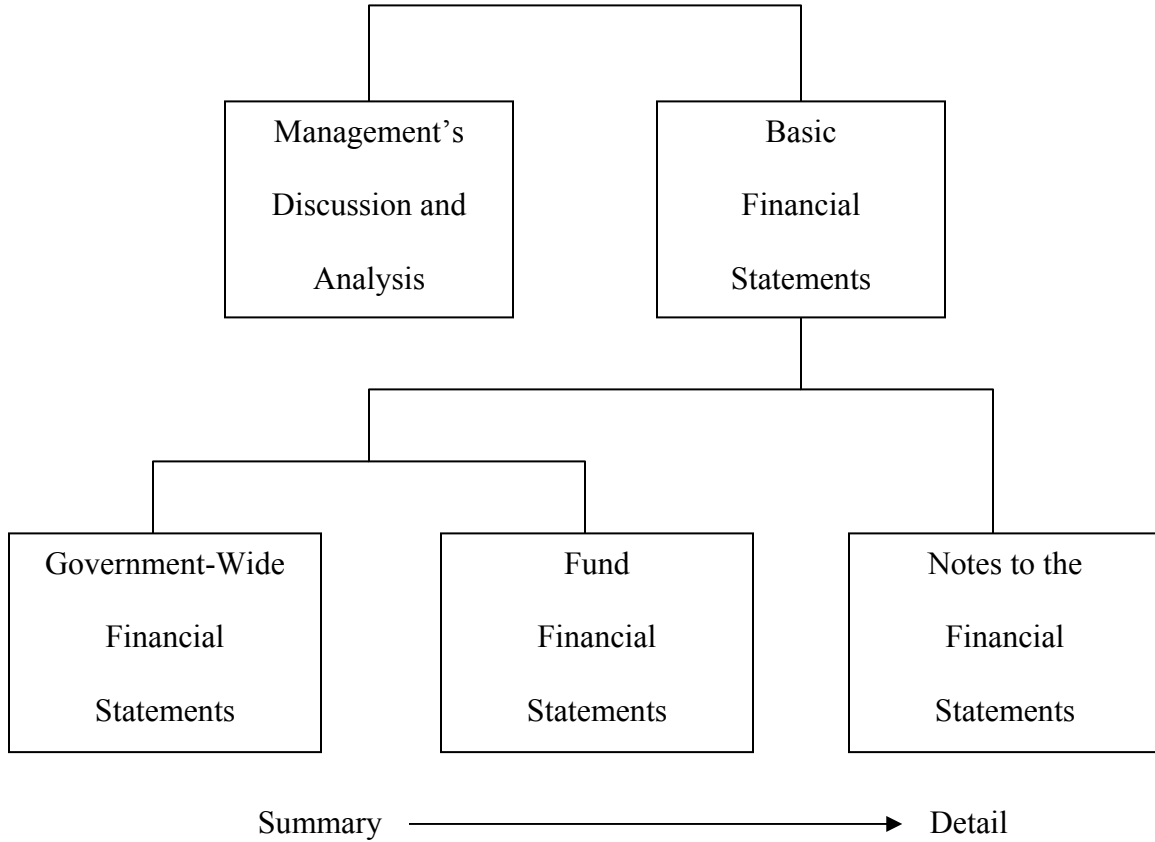 Management’s
Discussion and
Analysis
Basic
Financial
Statements
Government-Wide
Financial
Statements
Fund
Financial
Statements
Notes to the
Financial
Statements
Summary
Detail